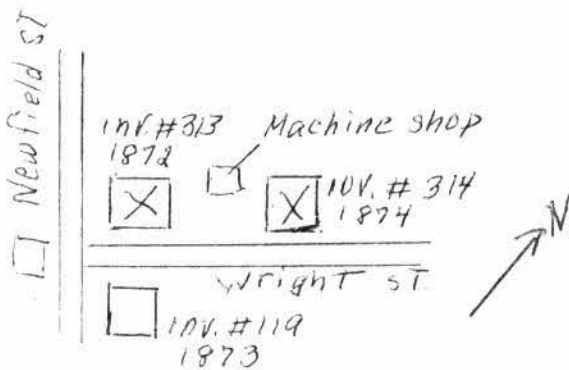 Newfield ST
Inv. #313
1872
Machine shop
X
X
INV. # 314
1874
Wright ST
Inv. #119
1873
N